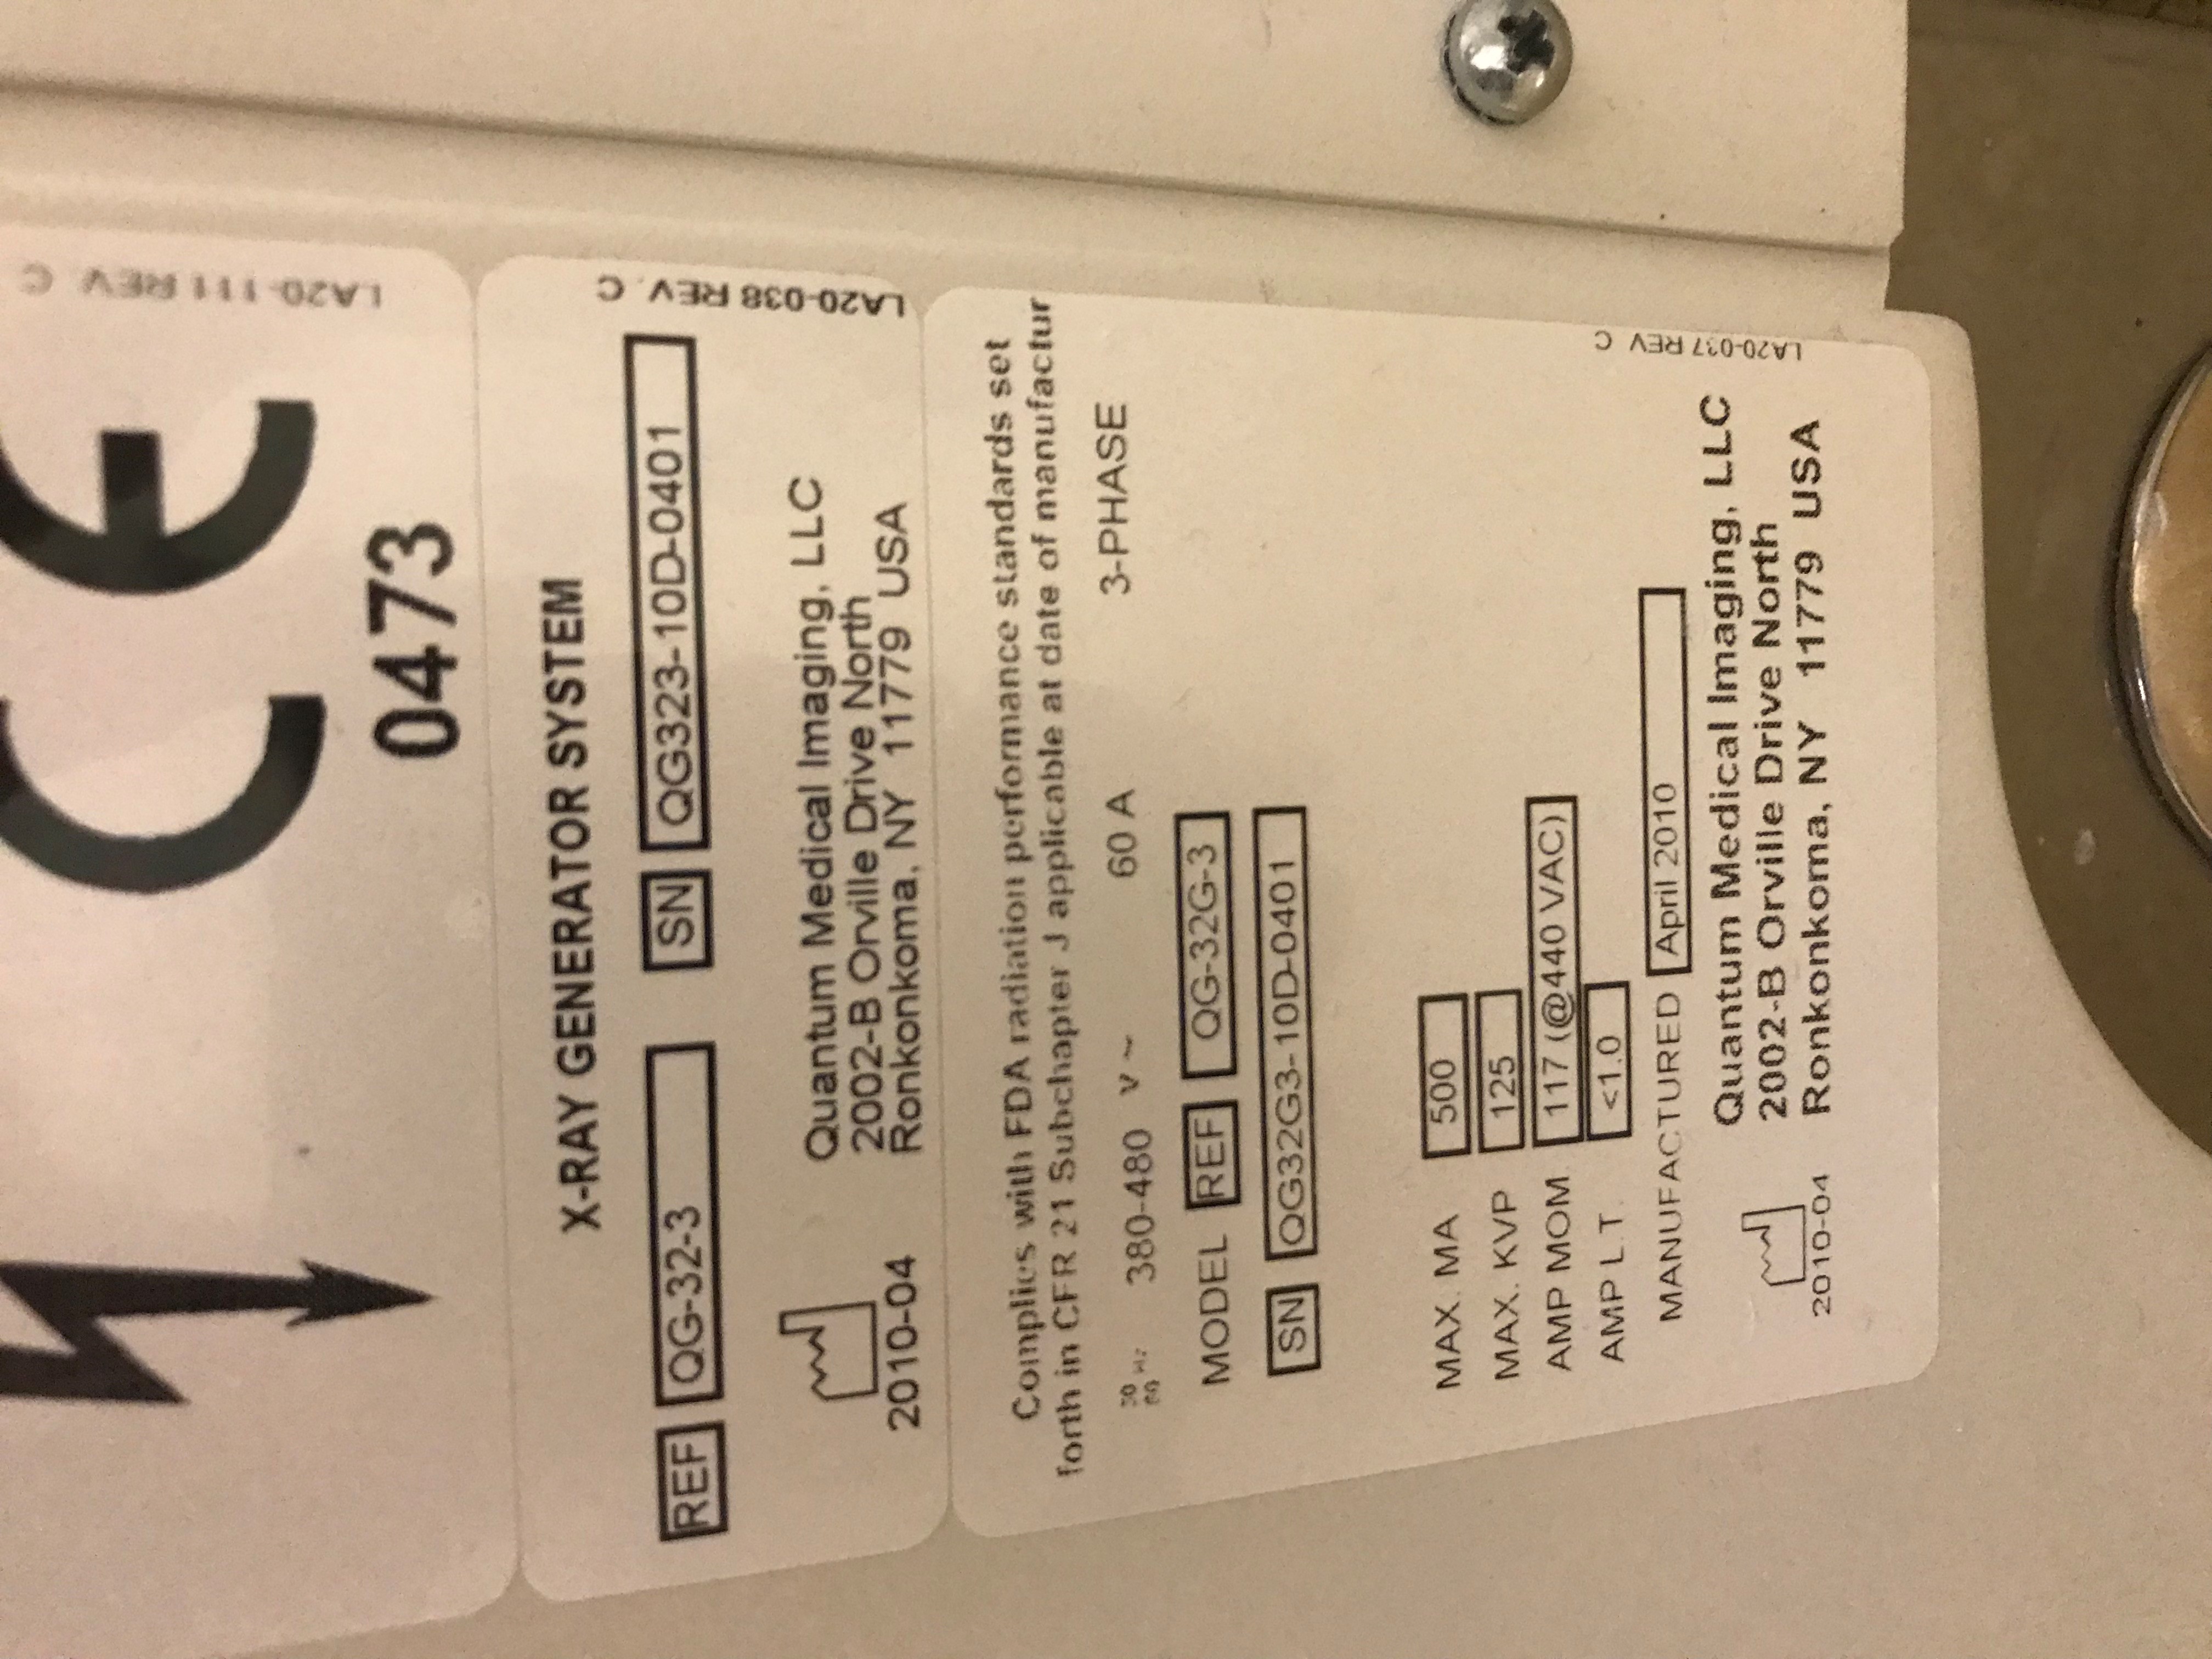 CE
0473
LA20-111 REV. C
X-RAY GENERATOR SYSTEM
REF QG-32-3 SN QG323-10D-0401
Quantum Medical Imaging, LLC
2002-B Orville Drive North
2010-04 Ronkonkoma, NY 11779 USA
LA20-038 REV. C
Complies with FDA radiation performance standards set
forth in CFR 21 Subchapter J applicable at date of manufactur
50 60 Hz 380-480 V ~ 60 A 3-PHASE
MODEL REF QG-32G-3
SN QG32G3-10D-0401
MAX. MA 500
MAX. KVP 125
AMP MOM. 117 (@440 VAC)
AMP L.T. <1.0
MANUFACTURED April 2010
Quantum Medical Imaging, LLC
2002-B Orville Drive North
2010-04 Ronkonkoma, NY 11779 USA
LA20-037 REV C